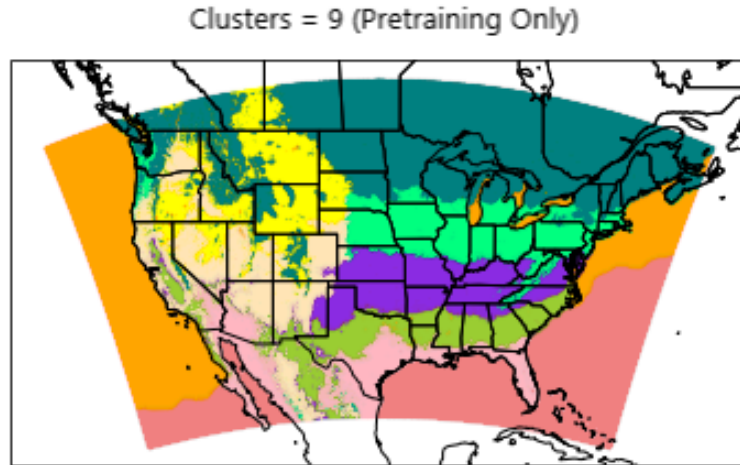 Clusters = 9 (Pretraining Only)